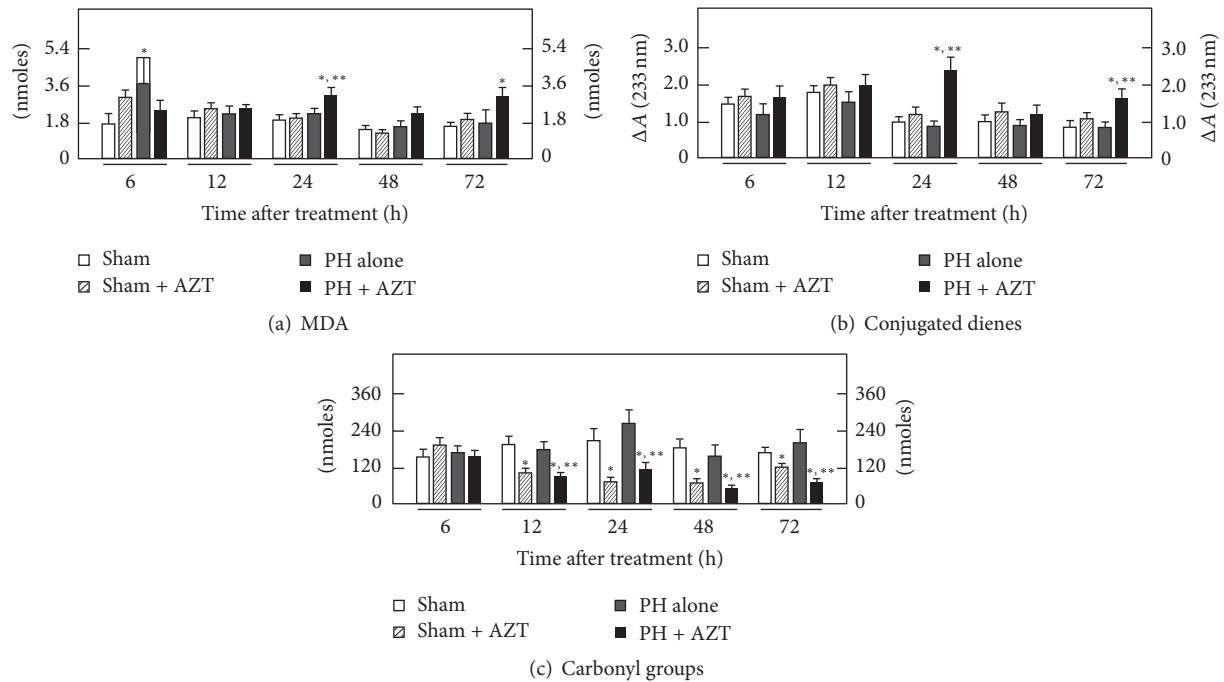 (nmoles)
5.4
3.6
1.8
0
*
*, **
*
5.4
3.6
1.8
0
(nmoles)
6 12 24 48 72
Time after treatment (h)
Sham
PH alone
Sham + AZT
PH + AZT
(a) MDA
ΔA (233 nm)
3.0
2.0
1.0
0
*, **
*, **
3.0
2.0
1.0
0
ΔA (233 nm)
6 12 24 48 72
Time after treatment (h)
Sham
PH alone
Sham + AZT
PH + AZT
(b) Conjugated dienes
(nmoles)
360
240
120
0
*
*, **
*
*, **
*
*, **
*
*, **
360
240
120
0
(nmoles)
6 12 24 48 72
Time after treatment (h)
Sham
PH alone
Sham + AZT
PH + AZT
(c) Carbonyl groups